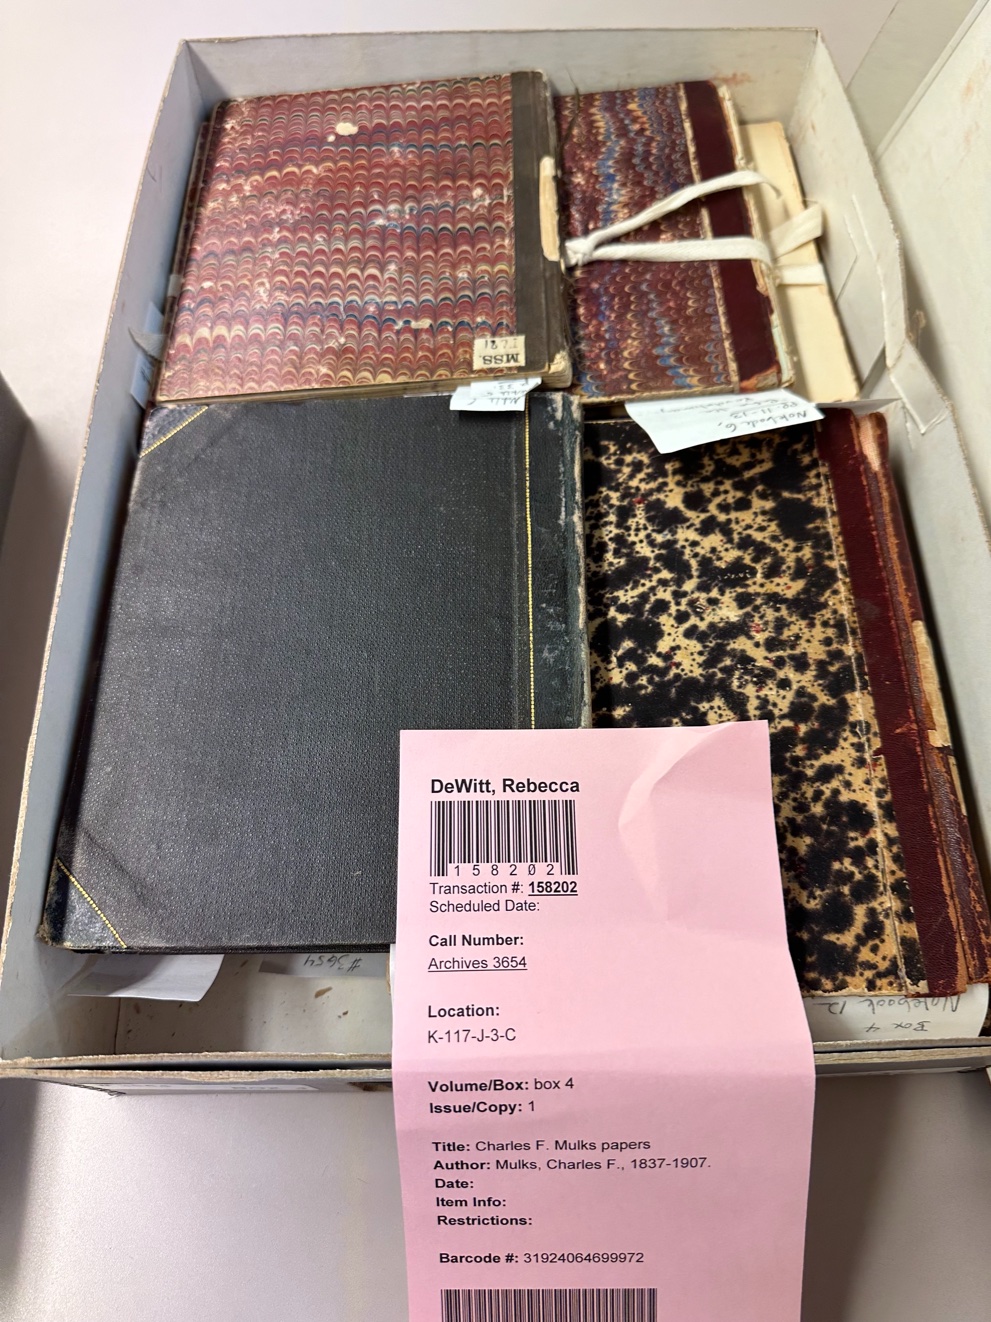 MSS.
Notebook 6,
pp. 11-13
DeWitt, Rebecca
158202
Transaction #: 158202
Scheduled Date:
Call Number:
Archives 3654
Location:
K-117-J-3-C
Volume/Box: box 4
Issue/Copy: 1
Title: Charles F. Mulks papers
Author: Mulks, Charles F., 1837-1907.
Date:
Item Info:
Restrictions:
Barcode #: 31924064699972
#3654
Box 4
Notebook 12